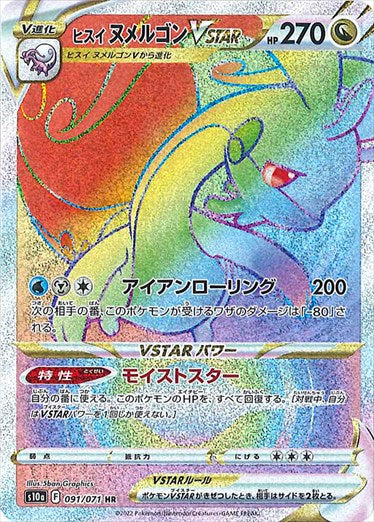 V進化
ヒスイ ヌメルゴンVSTAR HP 270
ヒスイ ヌメルゴンVから進化
アイアンローリング 200
次の相手の番、このポケモンが受けるワザのダメージは「-80」さ
れる。
VSTARパワー
特性 モイストスター
自分の番に使える。このポケモンのHPを、すべて回復する。(対戦中、自分
はVSTARパワーを1回しか使えない。)
弱点 抵抗力 にげる
Illus. 5ban Graphics
VSTARルール
s10a F 091/071 HR
ポケモンVSTARがきぜつしたとき、相手はサイドを2枚とる。
©2022 Pokémon/Nintendo/Creatures/GAME FREAK.